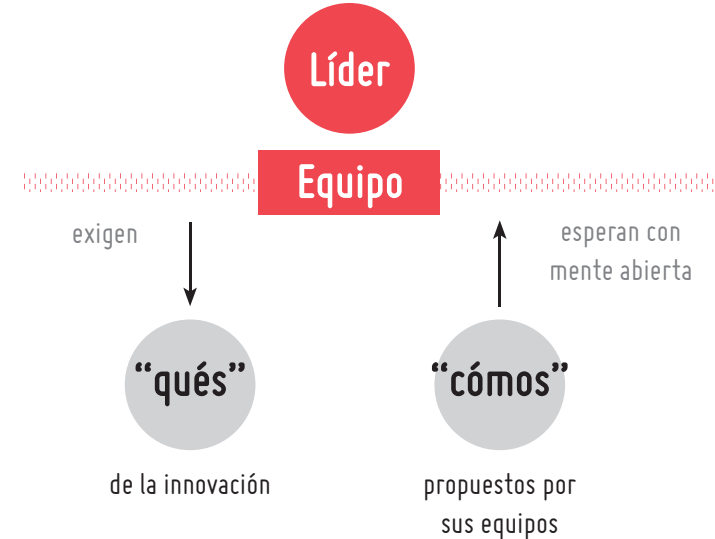 Líder
Equipo
exigen
esperan con
mente abierta
“qués”
“cómos”
de la innovación
propuestos por
sus equipos